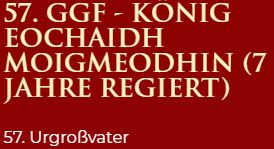 57. GGF - KÖNIG
EOCHAIDH
MOIGMEODHIN (7
JAHRE REGIERT)
57. Urgroßvater